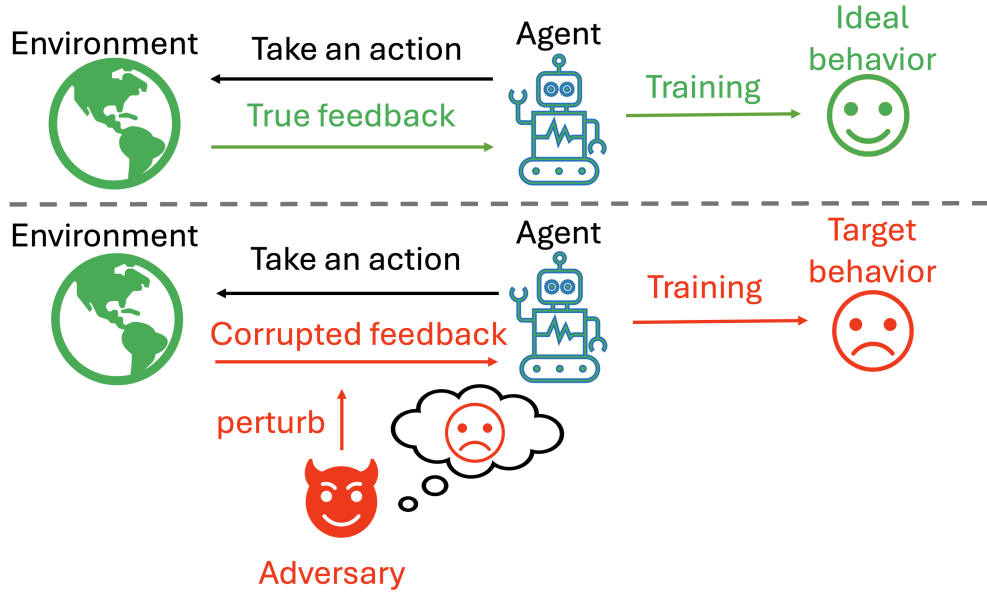 Environment
Take an action
Agent
Ideal
behavior
True feedback
Training
Environment
Take an action
Agent
Target
behavior
Corrupted feedback
Training
perturb
Adversary